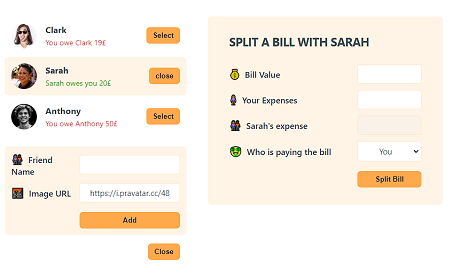 Clark
You owe Clark 19£
Select
Sarah
Sarah owes you 20£
close
Anthony
You owe Anthony 50£
Select
Friend
Name
Image URL
https://i.pravatar.cc/48
Add
Close
SPLIT A BILL WITH SARAH
Bill Value
Your Expenses
Sarah's expense
Who is paying the bill
You
Split Bill